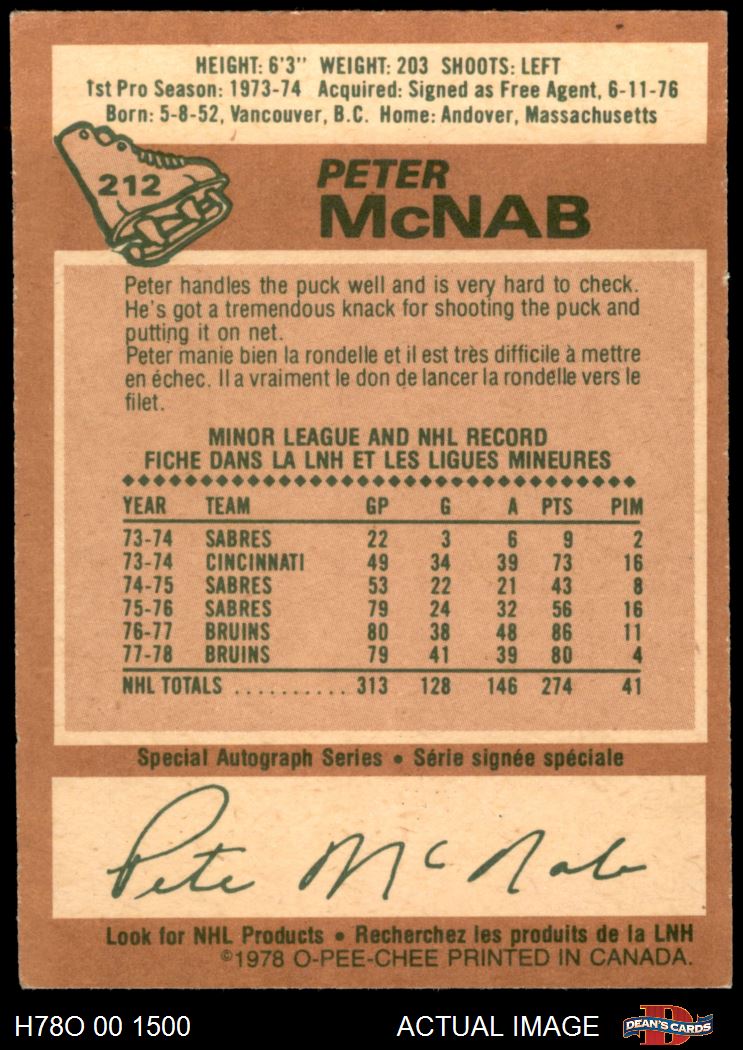 HEIGHT: 6'3" WEIGHT: 203 SHOOTS: LEFT
1st Pro Season: 1973-74 Acquired: Signed as Free Agent, 6-11-76
Born: 5-8-52, Vancouver, B.C. Home: Andover, Massachusetts
212
PETER
McNAB
Peter handles the puck well and is very hard to check.
He's got a tremendous knack for shooting the puck and
putting it on net.
Peter manie bien la rondelle et il est très difficile à mettre
en échec. Il a vraiment le don de lancer la rondelle vers le
filet.
MINOR LEAGUE AND NHL RECORD
FICHE DANS LA LNH ET LES LIGUES MINEURES
YEAR TEAM GP G A PTS PIM
73-74 SABRES 22 3 6 9 2
73-74 CINCINNATI 49 34 39 73 16
74-75 SABRES 53 22 21 43 8
75-76 SABRES 79 24 32 56 16
76-77 BRUINS 80 38 48 86 11
77-78 BRUINS 79 41 39 80 4
NHL TOTALS .......... 313 128 146 274 41
Special Autograph Series • Série signée spéciale
Pete McNab
Look for NHL Products • Recherchez les produits de la LNH
©1978 O-PEE-CHEE PRINTED IN CANADA.
H78O 00 1500 ACTUAL IMAGE D DEAN'S CARDS